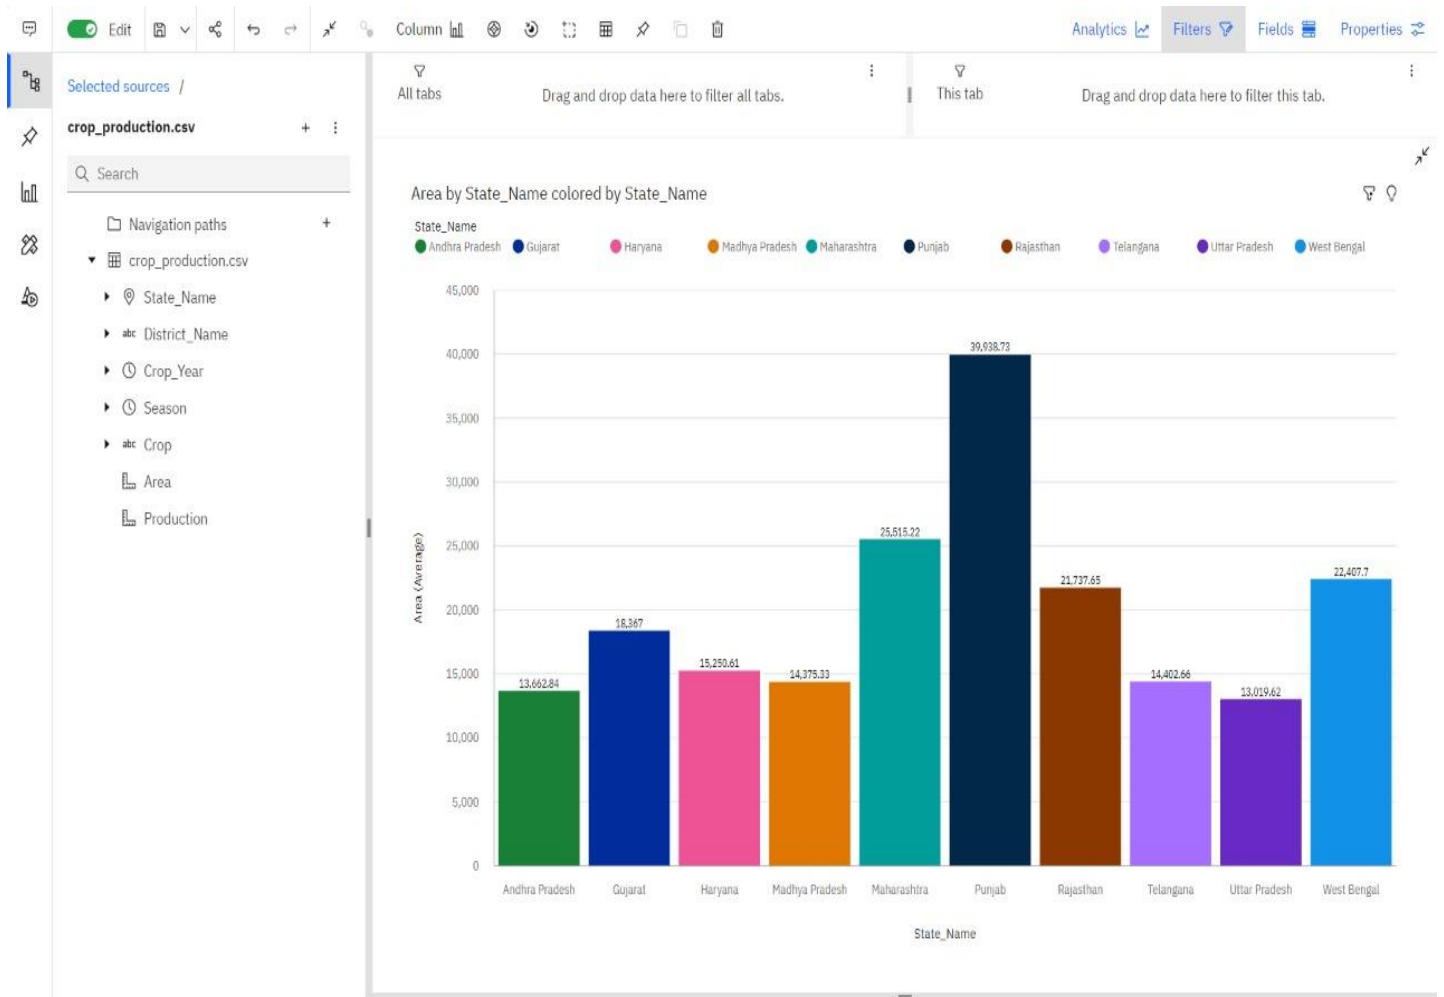 Edit
Column
Analytics
Filters
Fields
Properties
Selected sources /
crop_production.csv
Search
Navigation paths
crop_production.csv
State_Name
abc District_Name
Crop_Year
Season
abc Crop
Area
Production
All tabs
Drag and drop data here to filter all tabs.
This tab
Drag and drop data here to filter this tab.
Area by State_Name colored by State_Name
State_Name
Andhra Pradesh Gujarat Haryana Madhya Pradesh Maharashtra Punjab Rajasthan Telangana Uttar Pradesh West Bengal
45,000
40,000
35,000
30,000
25,000
20,000
15,000
10,000
5,000
0
Area (Average)
13,662.84
18,367
15,250.61
14,375.33
25,515.22
39,938.73
21,737.65
14,402.66
13,019.62
22,407.7
Andhra Pradesh Gujarat Haryana Madhya Pradesh Maharashtra Punjab Rajasthan Telangana Uttar Pradesh West Bengal
State_Name